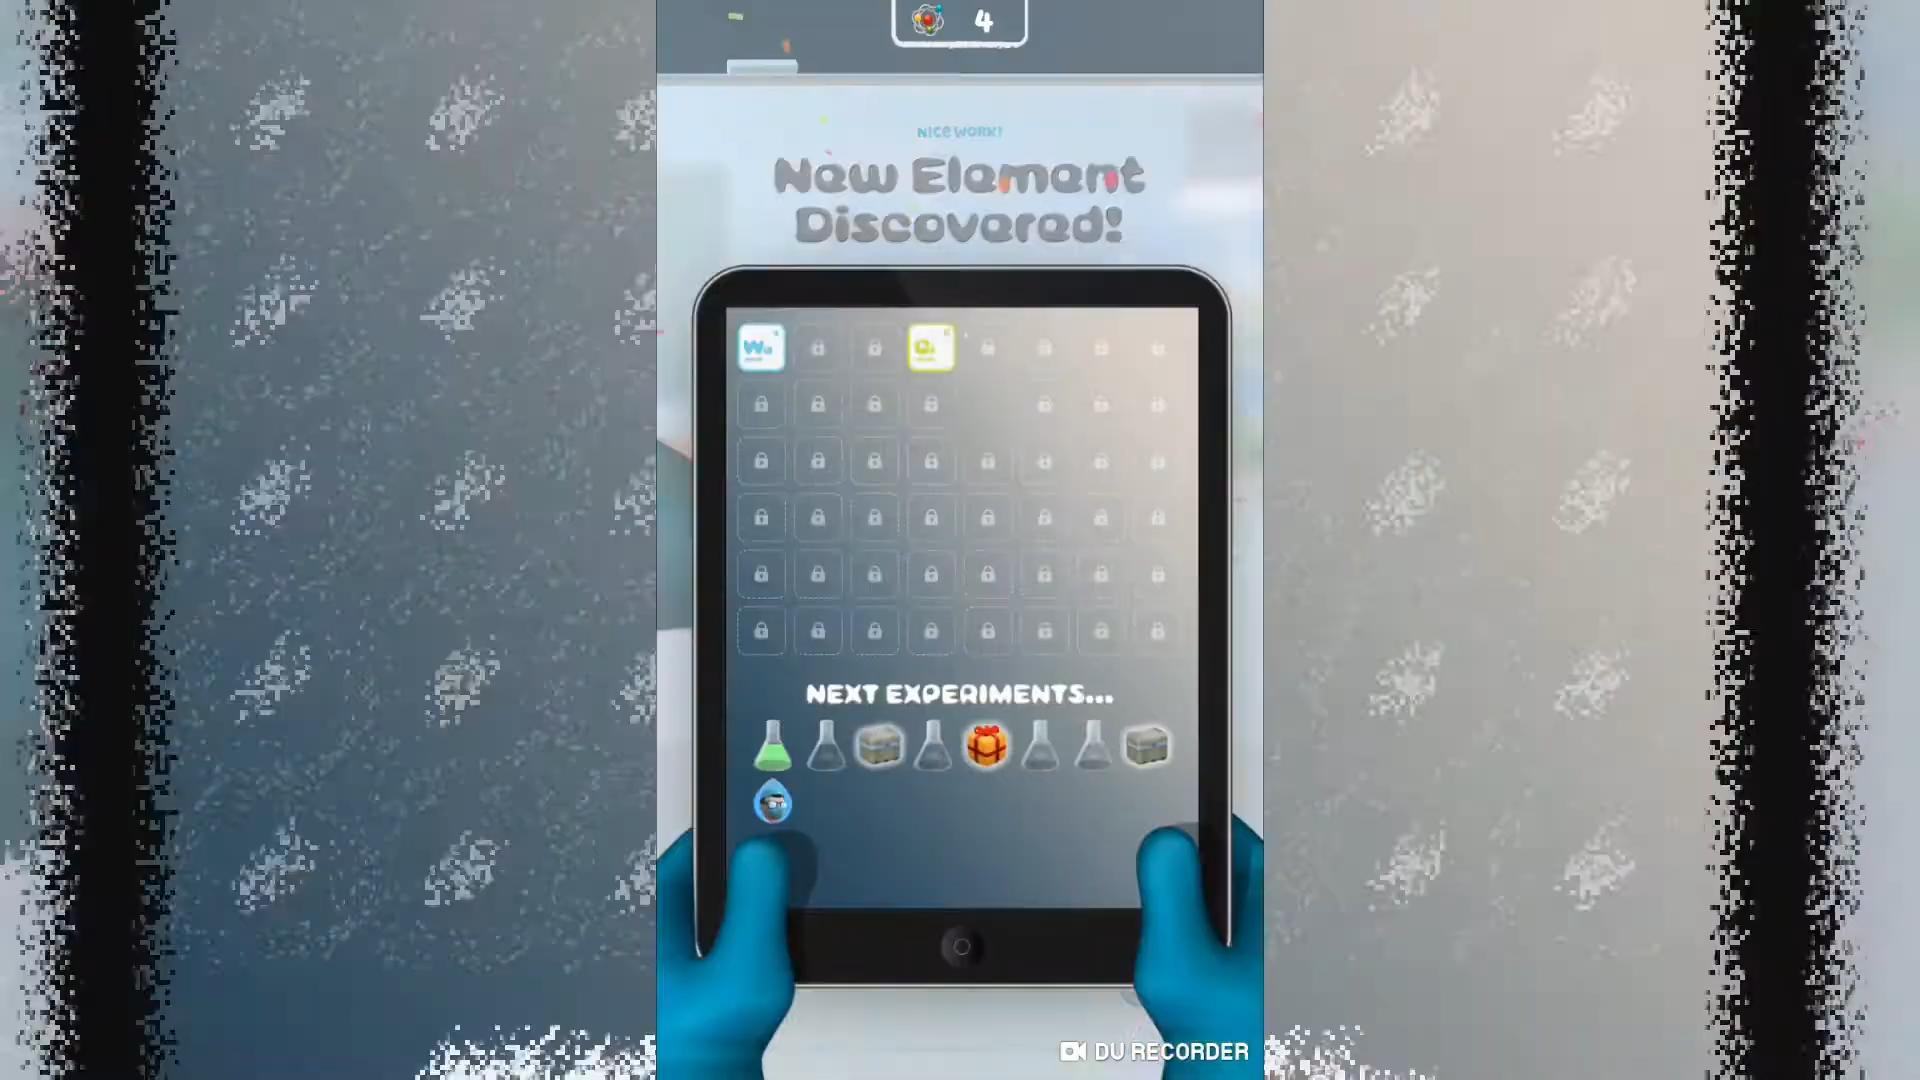 4
NICE WORK!
New Element
Discovered!
NEXT EXPERIMENTS...
DU RECORDER